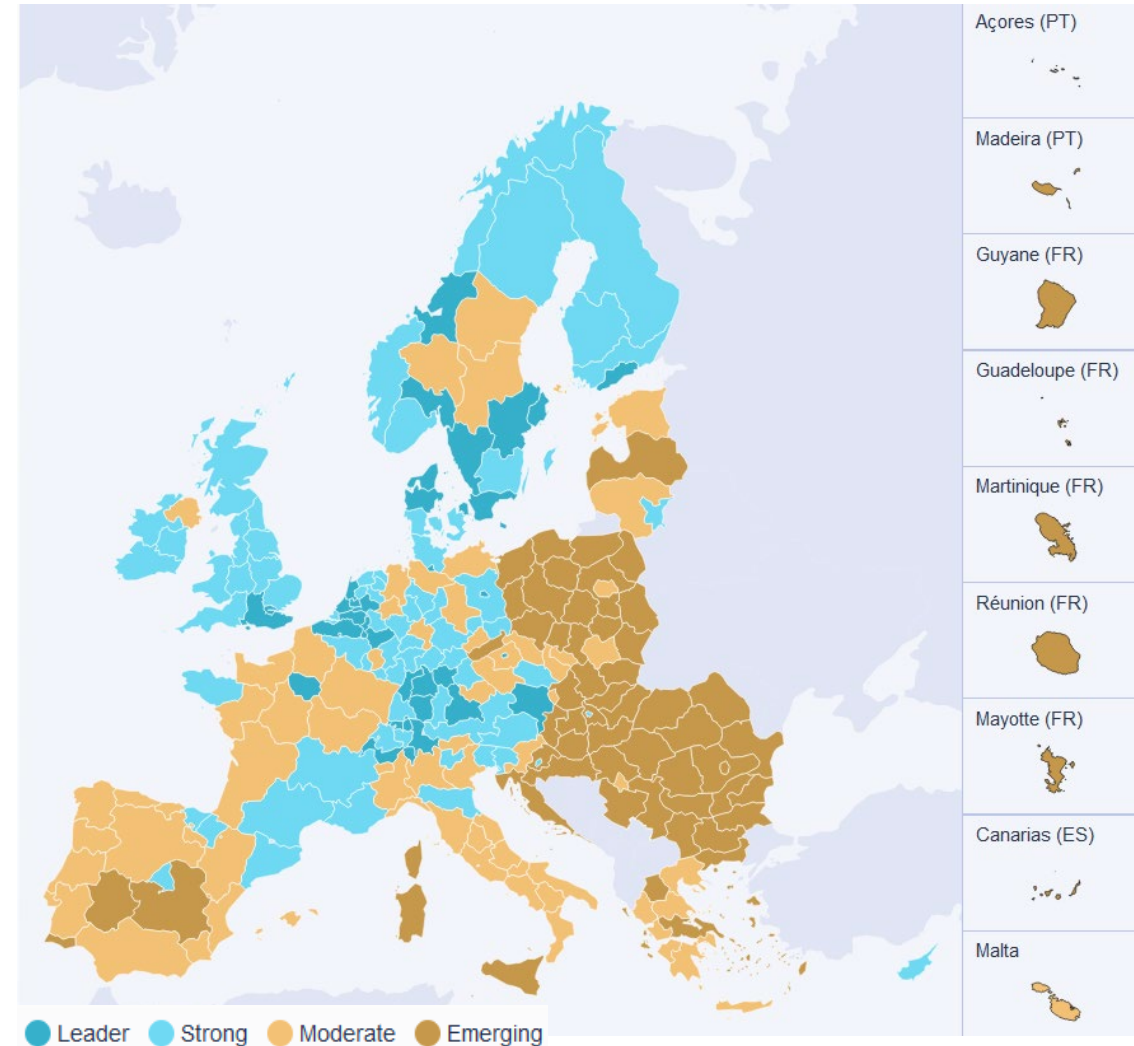 Açores (PT)
Madeira (PT)
Guyane (FR)
Guadeloupe (FR)
Martinique (FR)
Réunion (FR)
Mayotte (FR)
Canarias (ES)
Malta
Leader Strong Moderate Emerging